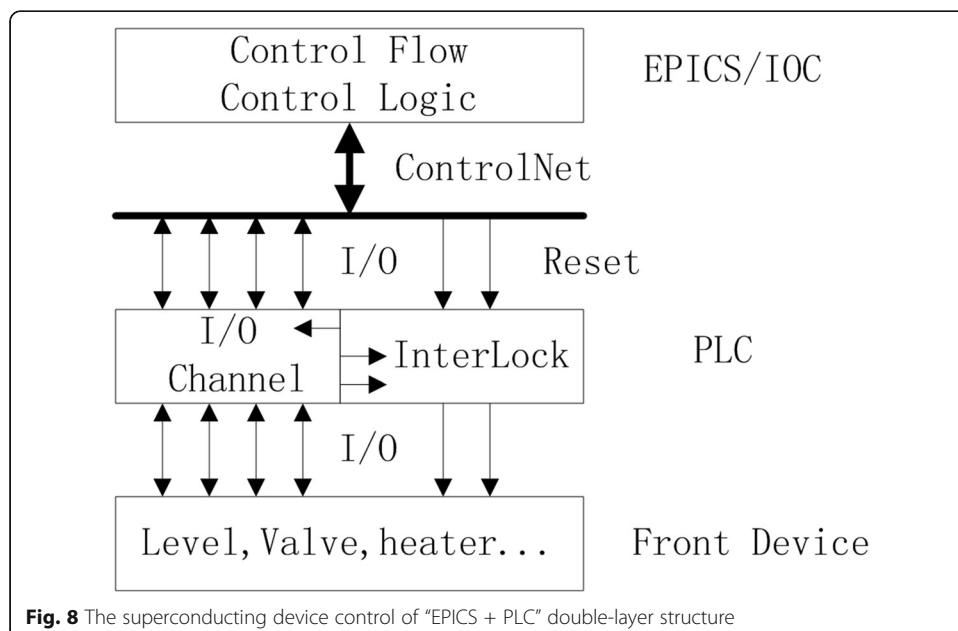 Control Flow
Control Logic
EPICS/IOC
ControlNet
I/O
Reset
I/O
Channel
InterLock
PLC
I/O
Level,Valve,heater...
Front Device
Fig. 8 The superconducting device control of “EPICS + PLC” double-layer structure